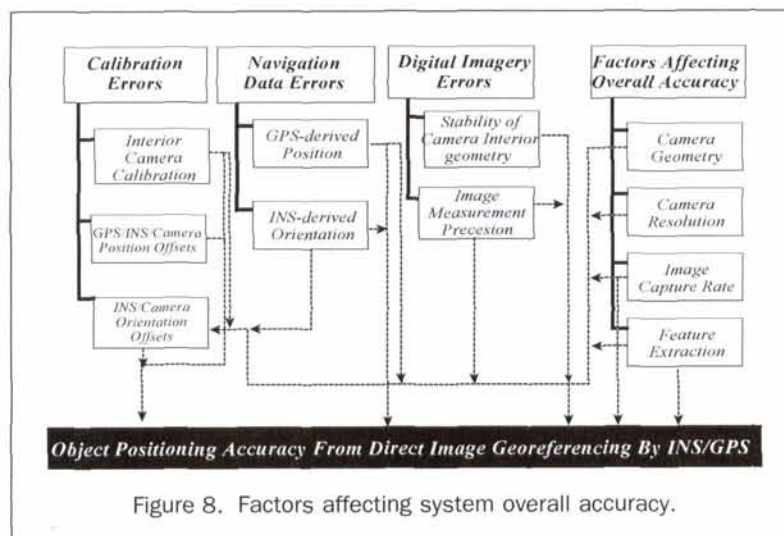 Calibration
Errors
Navigation
Data Errors
Digital Imagery
Errors
Factors Affecting
Overall Accuracy
Interior
Camera
Calibration
GPS-derived
Position
Stability of
Camera Interior
geometry
Camera
Geometry
GPS/INS/Camera
Position Offsets
INS-derived
Orientation
Image
Measurement
Precesion
Camera
Resolution
INS/Camera
Orientation
Offsets
Image
Capture Rate
Feature
Extraction
Object Positioning Accuracy From Direct Image Georeferencing By INS/GPS
Figure 8. Factors affecting system overall accuracy.